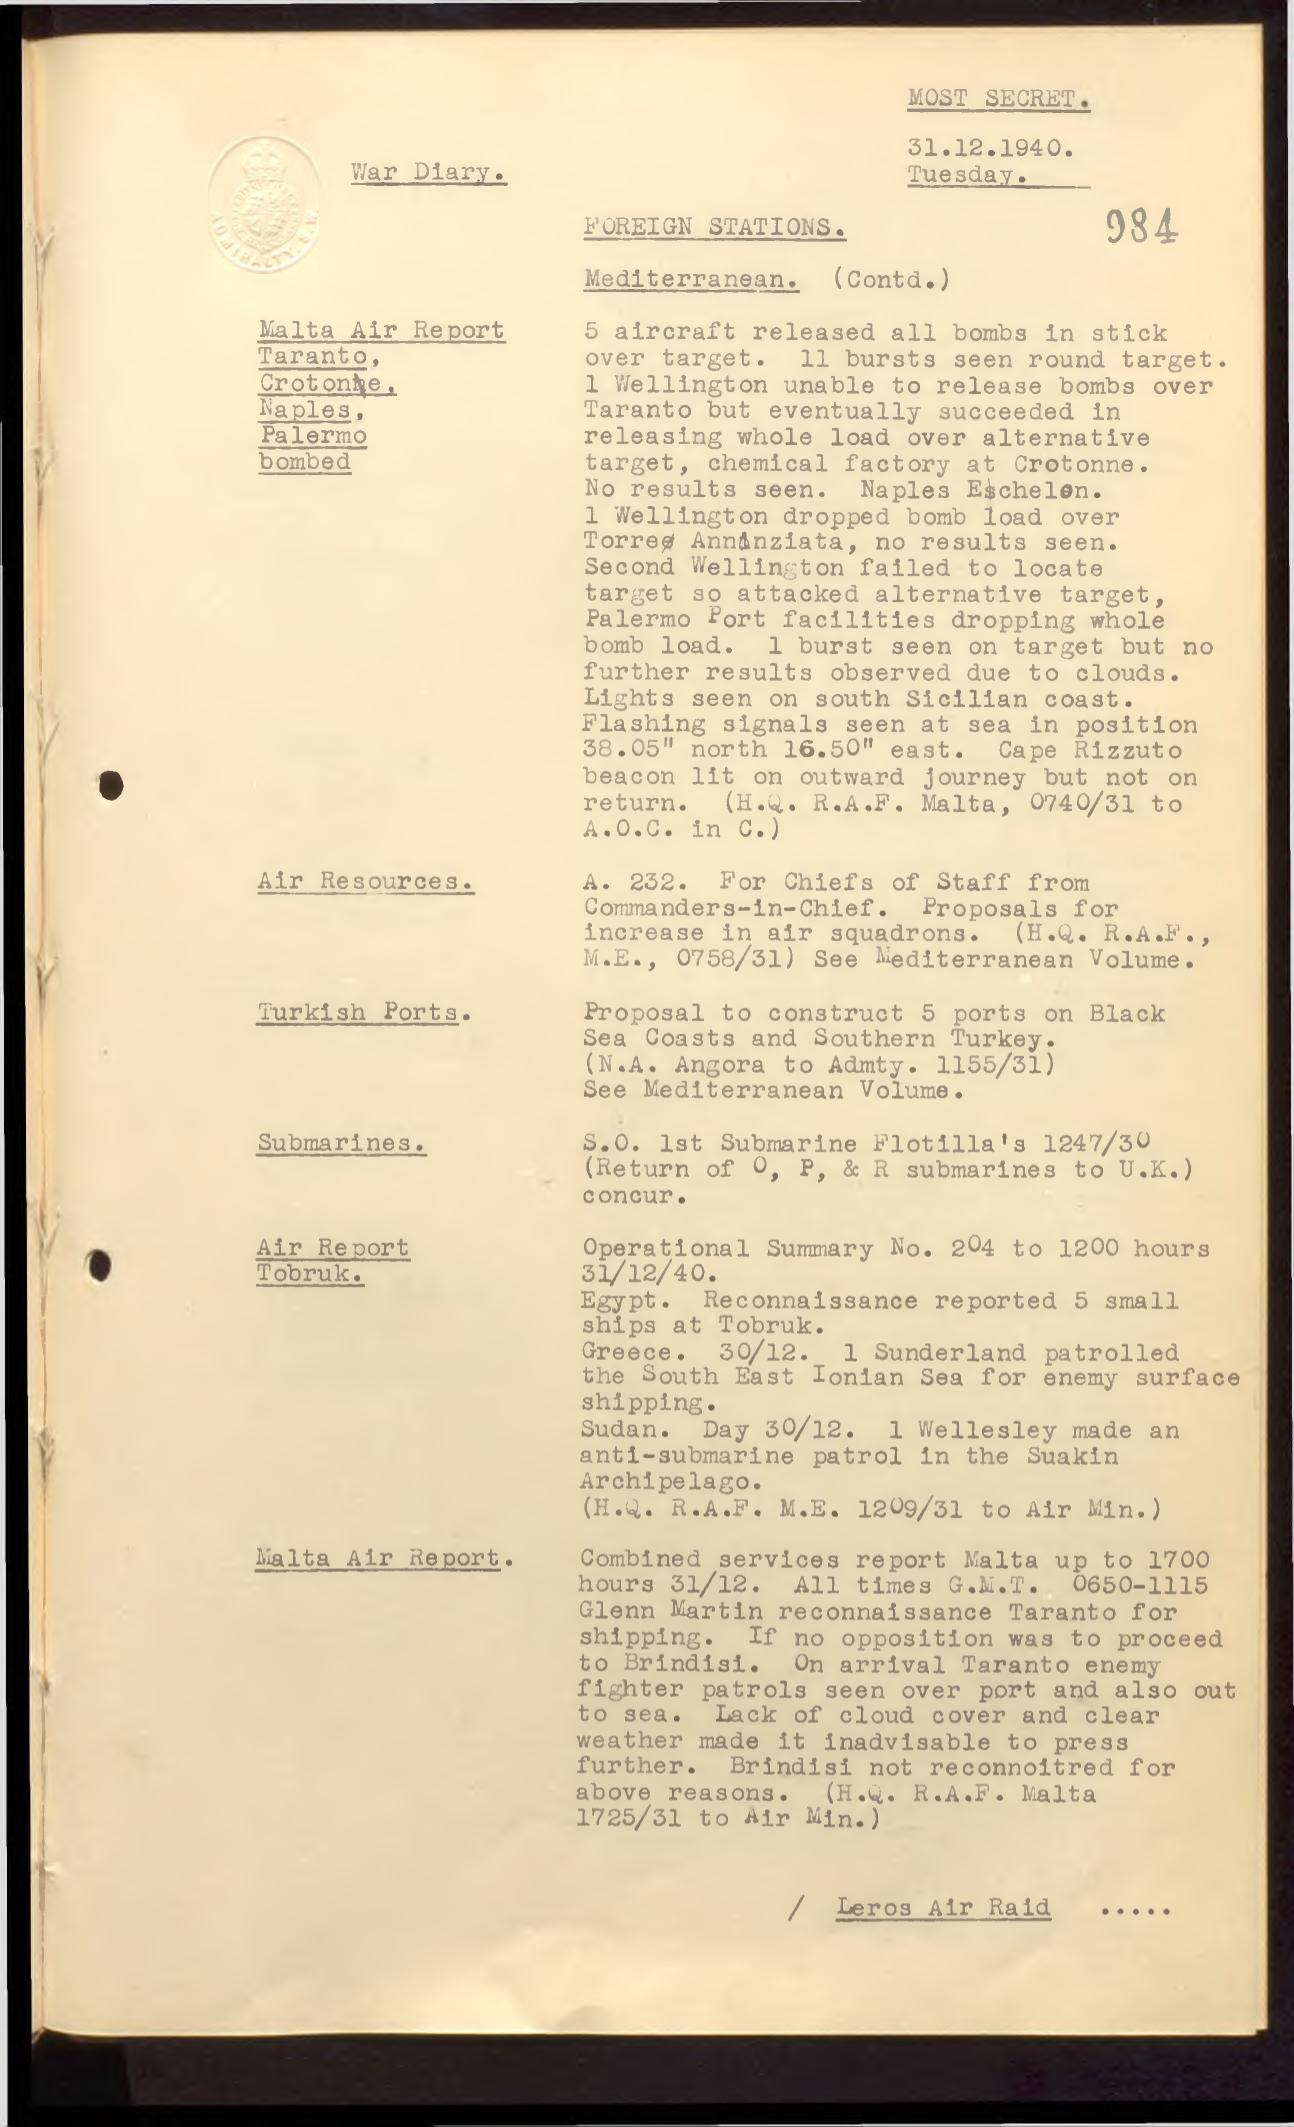 MOST SECRET.
31.12.1940.
War Diary.
Tuesday.
ADMIRALTY. S.W.
FOREIGN STATIONS.
984
Mediterranean. (Contd.)
Malta Air Report
Taranto,
Crotone,
Naples,
Palermo
bombed
5 aircraft released all bombs in stick
over target. 11 bursts seen round target.
1 Wellington unable to release bombs over
Taranto but eventually succeeded in
releasing whole load over alternative
target, chemical factory at Crotonne.
No results seen. Naples Eschelon.
1 Wellington dropped bomb load over
Torre Annunziata, no results seen.
Second Wellington failed to locate
target so attacked alternative target,
Palermo Port facilities dropping whole
bomb load. 1 burst seen on target but no
further results observed due to clouds.
Lights seen on south Sicilian coast.
Flashing signals seen at sea in position
38.05" north 16.50" east. Cape Rizzuto
beacon lit on outward journey but not on
return. (H.Q. R.A.F. Malta, 0740/31 to
A.O.C. in C.)
Air Resources.
A. 232. For Chiefs of Staff from
Commanders-in-Chief. Proposals for
increase in air squadrons. (H.Q. R.A.F.,
M.E., 0758/31) See Mediterranean Volume.
Turkish Ports.
Proposal to construct 5 ports on Black
Sea Coasts and Southern Turkey.
(N.A. Angora to Admty. 1155/31)
See Mediterranean Volume.
Submarines.
S.O. 1st Submarine Flotilla's 1247/30
(Return of O, P, & R submarines to U.K.)
concur.
Air Report
Tobruk.
Operational Summary No. 204 to 1200 hours
31/12/40.
Egypt. Reconnaissance reported 5 small
ships at Tobruk.
Greece. 30/12. 1 Sunderland patrolled
the South East Ionian Sea for enemy surface
shipping.
Sudan. Day 30/12. 1 Wellesley made an
anti-submarine patrol in the Suakin
Archipelago.
(H.Q. R.A.F. M.E. 1209/31 to Air Min.)
Malta Air Report.
Combined services report Malta up to 1700
hours 31/12. All times G.M.T. 0650-1115
Glenn Martin reconnaissance Taranto for
shipping. If no opposition was to proceed
to Brindisi. On arrival Taranto enemy
fighter patrols seen over port and also out
to sea. Lack of cloud cover and clear
weather made it inadvisable to press
further. Brindisi not reconnoitred for
above reasons. (H.Q. R.A.F. Malta
1725/31 to Air Min.)
/ Leros Air Raid .....